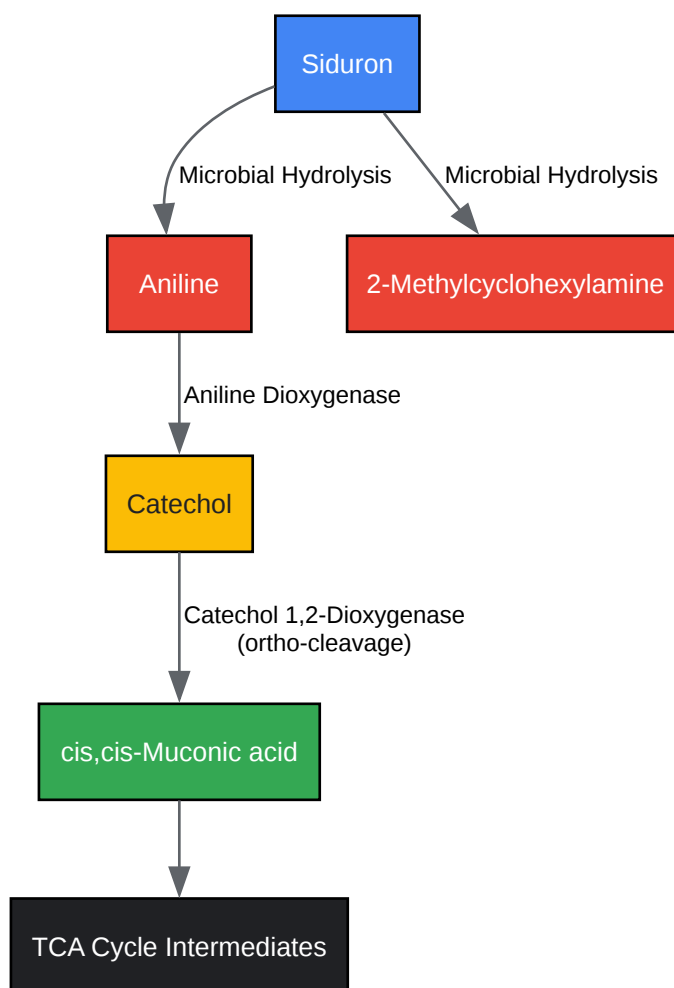 Siduron
Microbial Hydrolysis
Microbial Hydrolysis
Aniline
2-Methylcyclohexylamine
Aniline Dioxygenase
Catechol
Catechol 1,2-Dioxygenase
(ortho-cleavage)
cis,cis-Muconic acid
TCA Cycle Intermediates